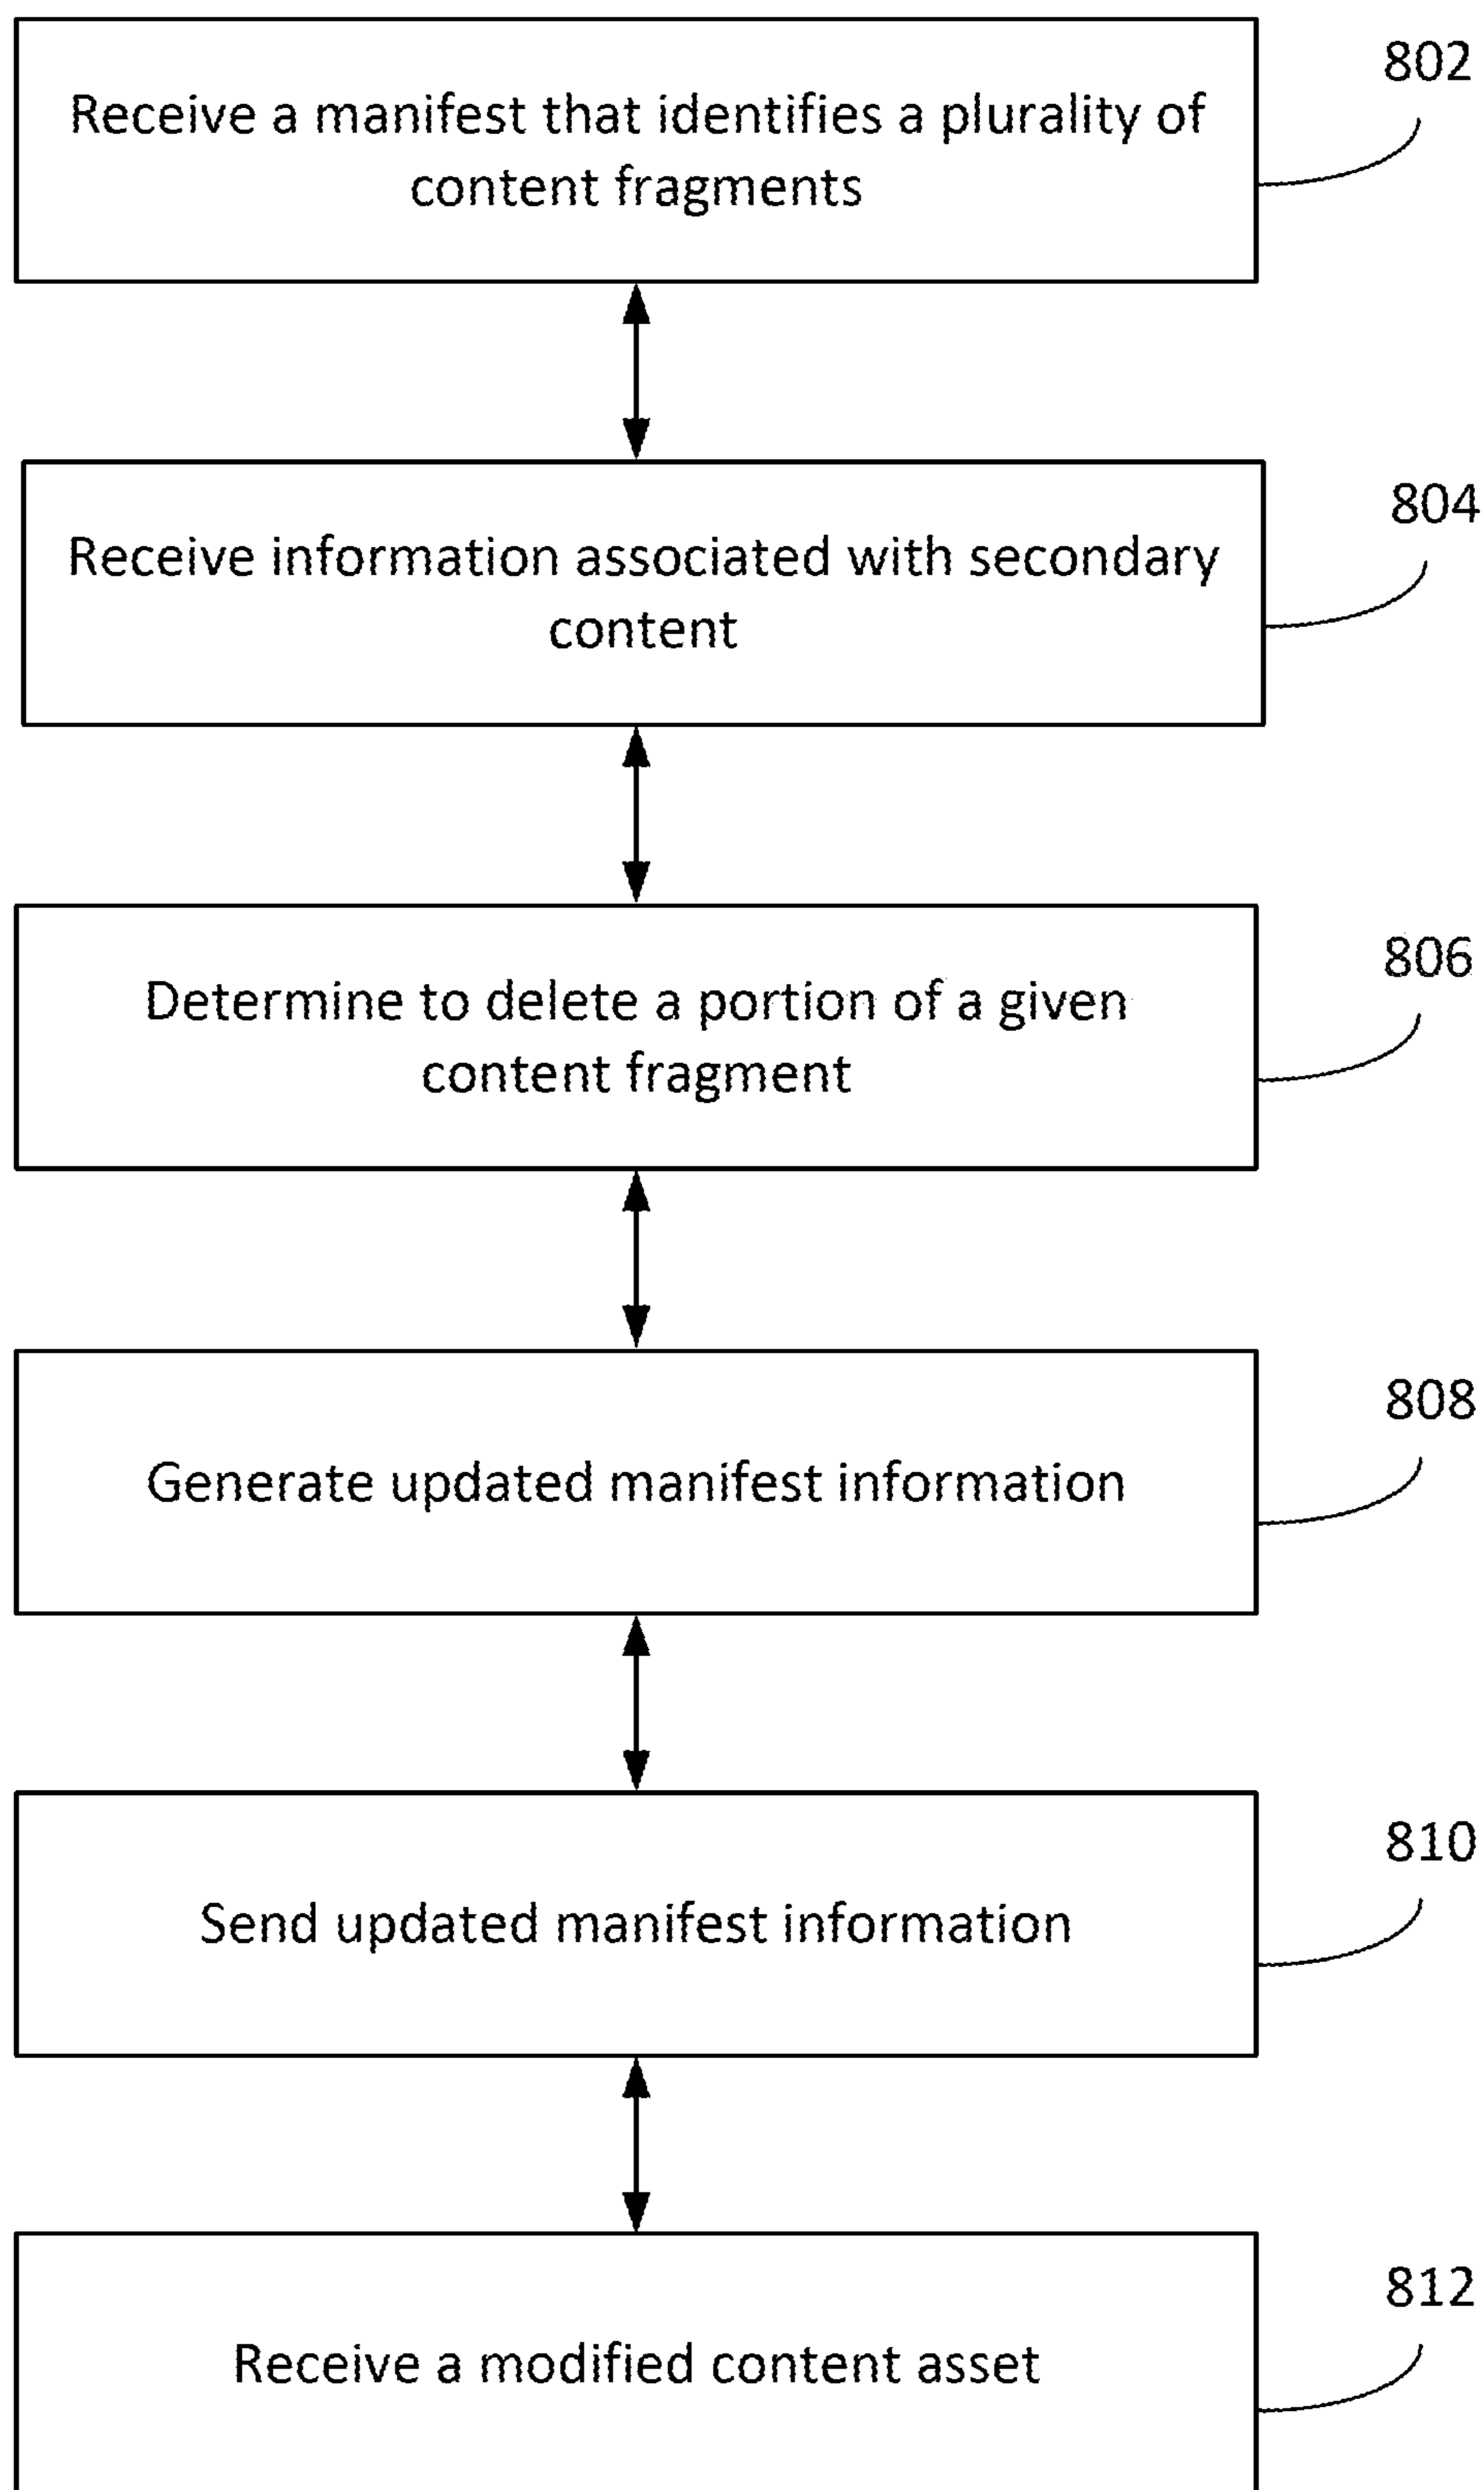 802
Receive a manifest that identifies a plurality of
content fragments
804
Receive information associated with secondary
content
806
Determine to delete a portion of a given
content fragment
808
Generate updated manifest information
810
Send updated manifest information
812
Receive a modified content asset